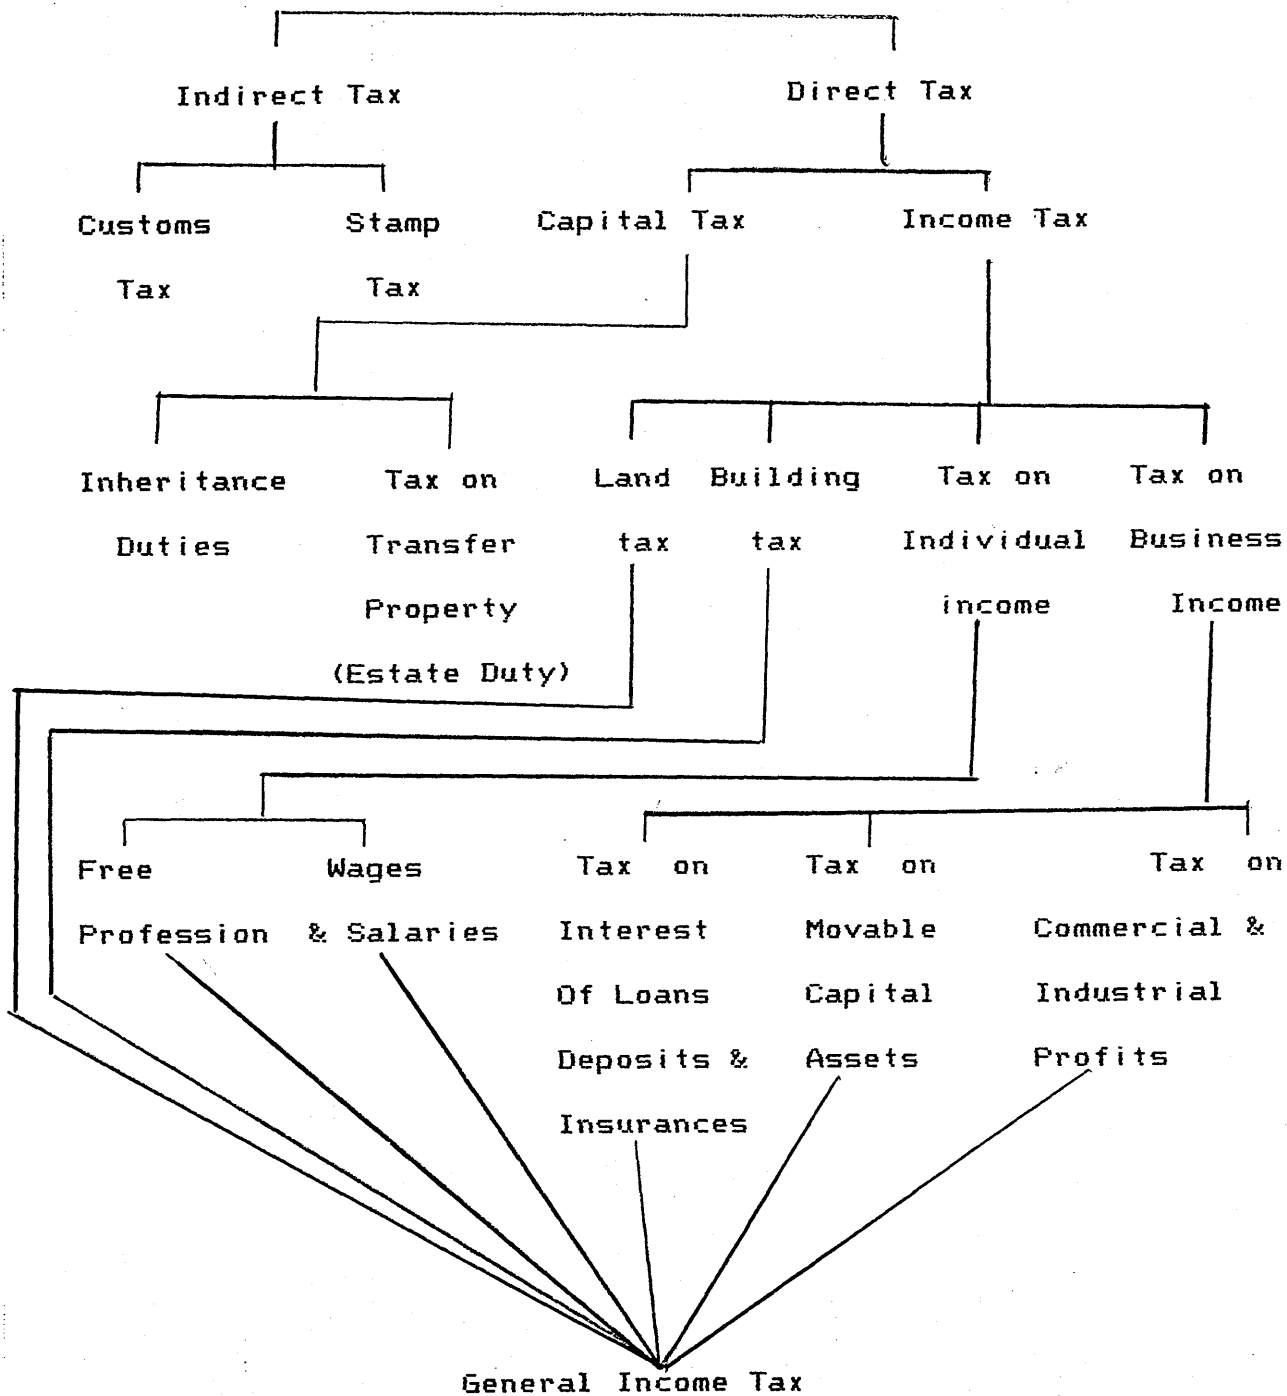 Indirect Tax Direct Tax
Customs Stamp Capital Tax Income Tax
Tax Tax
Inheritance Tax on Land Building Tax on Tax on
Duties Transfer tax tax Individual Business
Property income Income
(Estate Duty)
Free Wages Tax on Tax on Tax on
Profession & Salaries Interest Movable Commercial &
Of Loans Capital Industrial
Deposits & Assets Profits
Insurances
General Income Tax